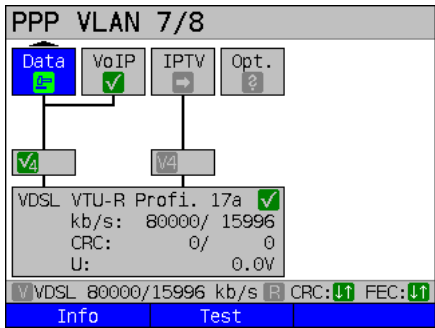 PPP VLAN 7/8
Data VoIP IPTV Opt.
?
V4 V4
VDSL VTU-R Profi. 17a
kb/s: 80000/ 15996
CRC: 0/ 0
U: 0.0V
V VDSL 80000/15996 kb/s R CRC: FEC:
Info Test